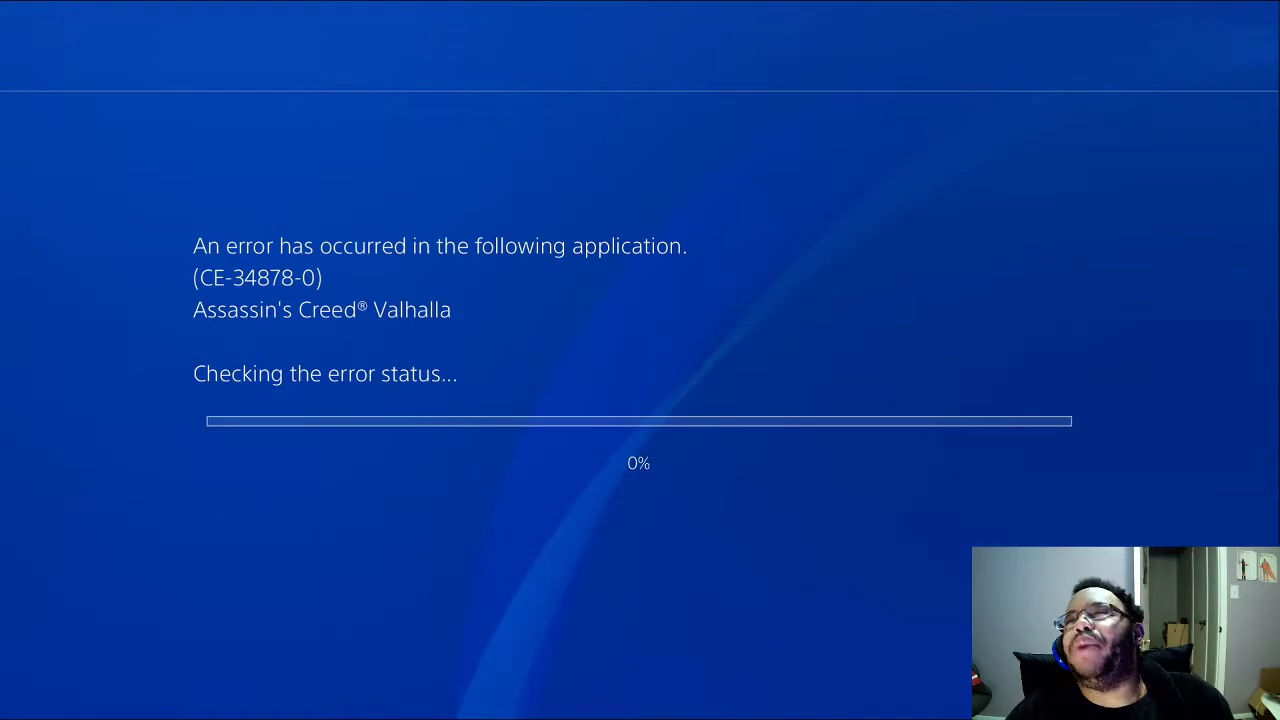 An error has occurred in the following application.
(CE-34878-0)
Assassin's Creed® Valhalla
Checking the error status...
0%